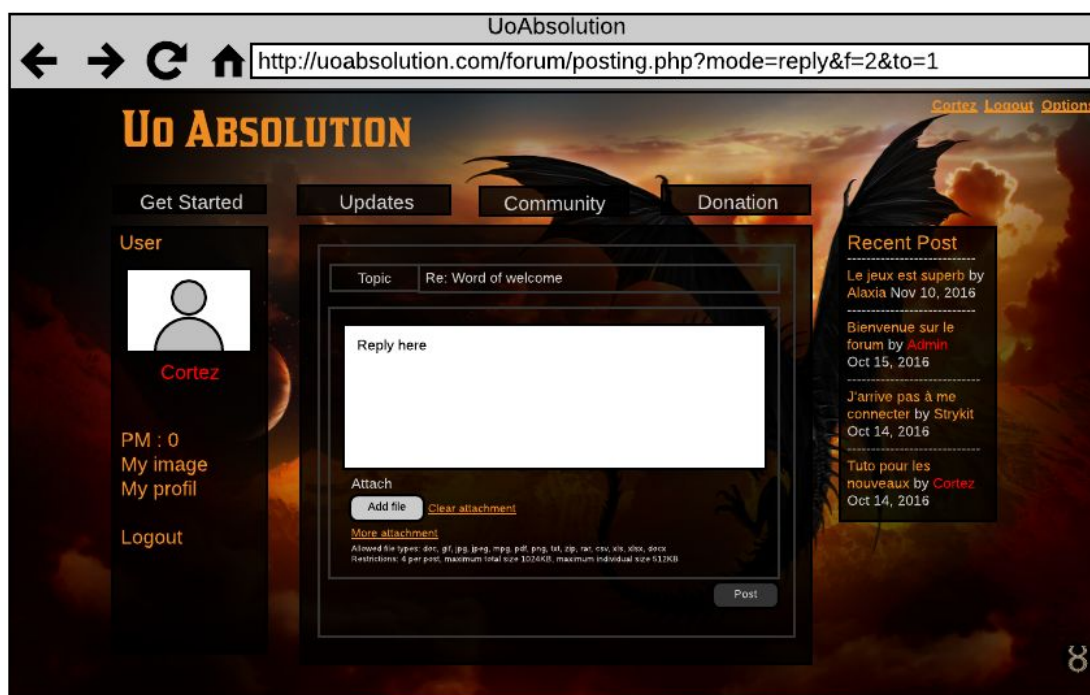 UoAbsolution
http://uoabsolution.com/forum/posting.php?mode=reply&f=2&to=1
Cortez Logout Options
UO ABSOLUTION
Get Started Updates Community Donation
User
Cortez
PM : 0
My image
My profil
Logout
Topic Re: Word of welcome
Reply here
Attach
Add file Clear attachment
More attachment
Allowed file types: doc, gif, jpg, jpeg, mpg, pdf, png, txt, zip, rar, csv, xls, xlsx, docx
Restrictions: 4 per post, maximum total size 1024KB, maximum individual size 512KB
Post
Recent Post
Le jeux est superb by
Alaxia Nov 10, 2016
Bienvenue sur le
forum by Admin
Oct 15, 2016
J'arrive pas à me
connecter by Strykit
Oct 14, 2016
Tuto pour les
nouveaux by Cortez
Oct 14, 2016